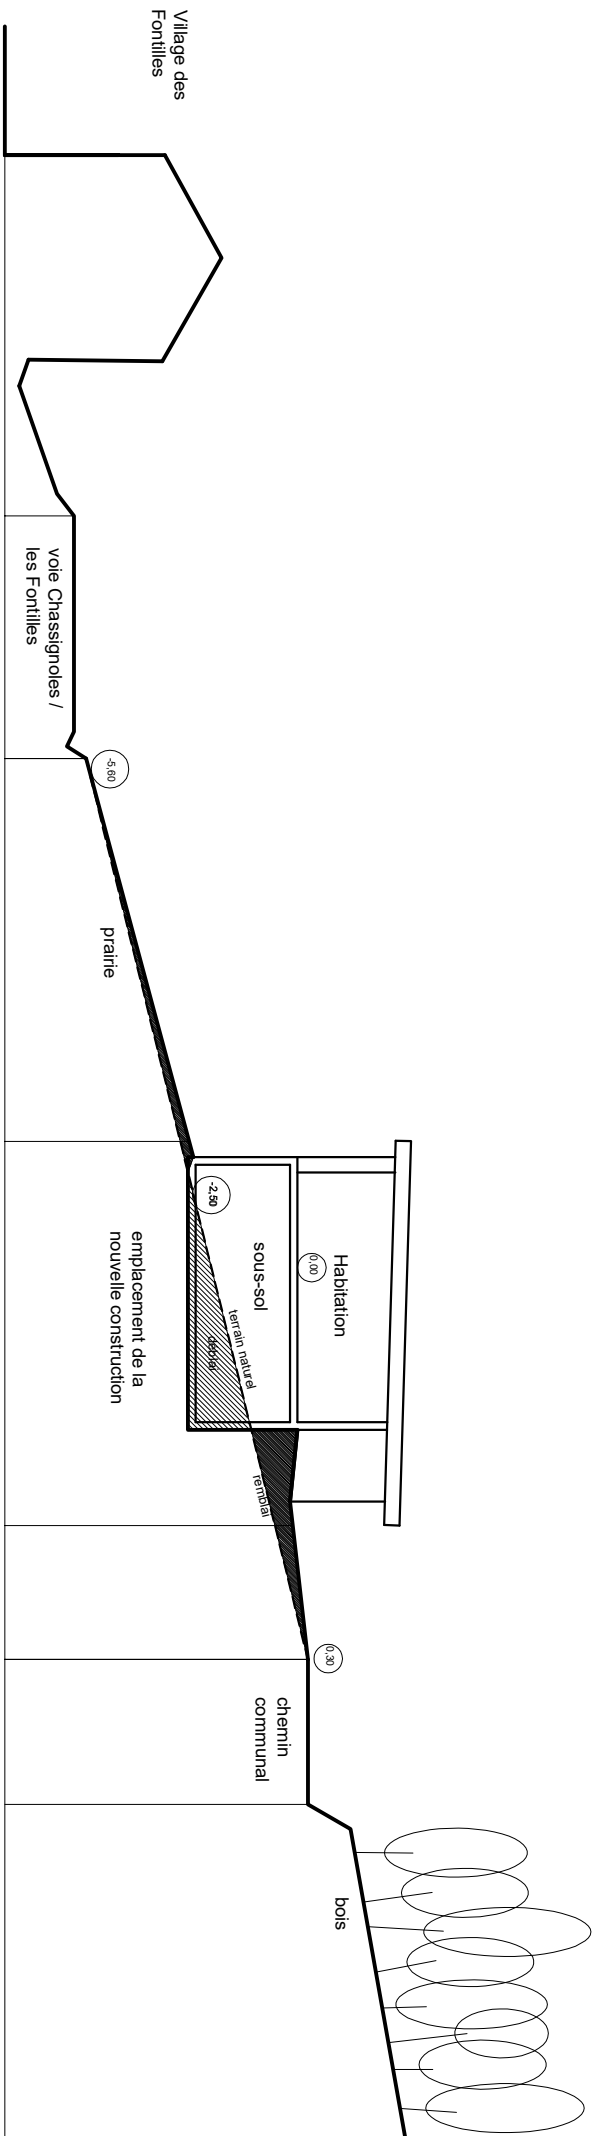 Village des
Fontilles
voie Chassignoles /
les Fontilles
-5,60
prairie
-2,50
emplacement de la
nouvelle construction
Habitation
0,00
sous-sol
terrain naturel
déblai
remblai
0,30
chemin
communal
bois